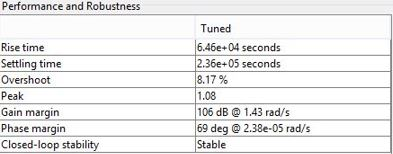 Performance and Robustness
Tuned
Rise time 6.46e+04 seconds
Settling time 2.36e+05 seconds
Overshoot 8.17 %
Peak 1.08
Gain margin 106 dB @ 1.43 rad/s
Phase margin 69 deg @ 2.38e-05 rad/s
Closed-loop stability Stable